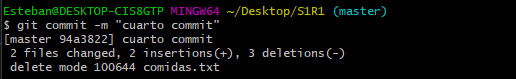 Esteban@DESKTOP-CIS8GTP MINGW64 ~/Desktop/S1R1 (master)
$ git commit -m "cuarto commit"
[master 94a3822] cuarto commit
 2 files changed, 2 insertions(+), 3 deletions(-)
 delete mode 100644 comidas.txt